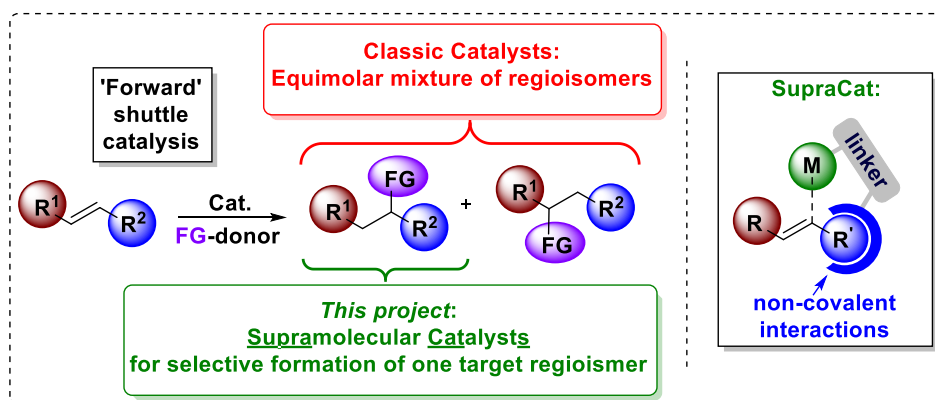 Classic Catalysts:
Equimolar mixture of regioisomers
'Forward'
shuttle
catalysis
R1
R2
Cat.
FG-donor
R1
FG
R2
+
R1
FG
R2
This project:
Supramolecular Catalysts
for selective formation of one target regioismer
SupraCat:
M
linker
R
R'
non-covalent
interactions